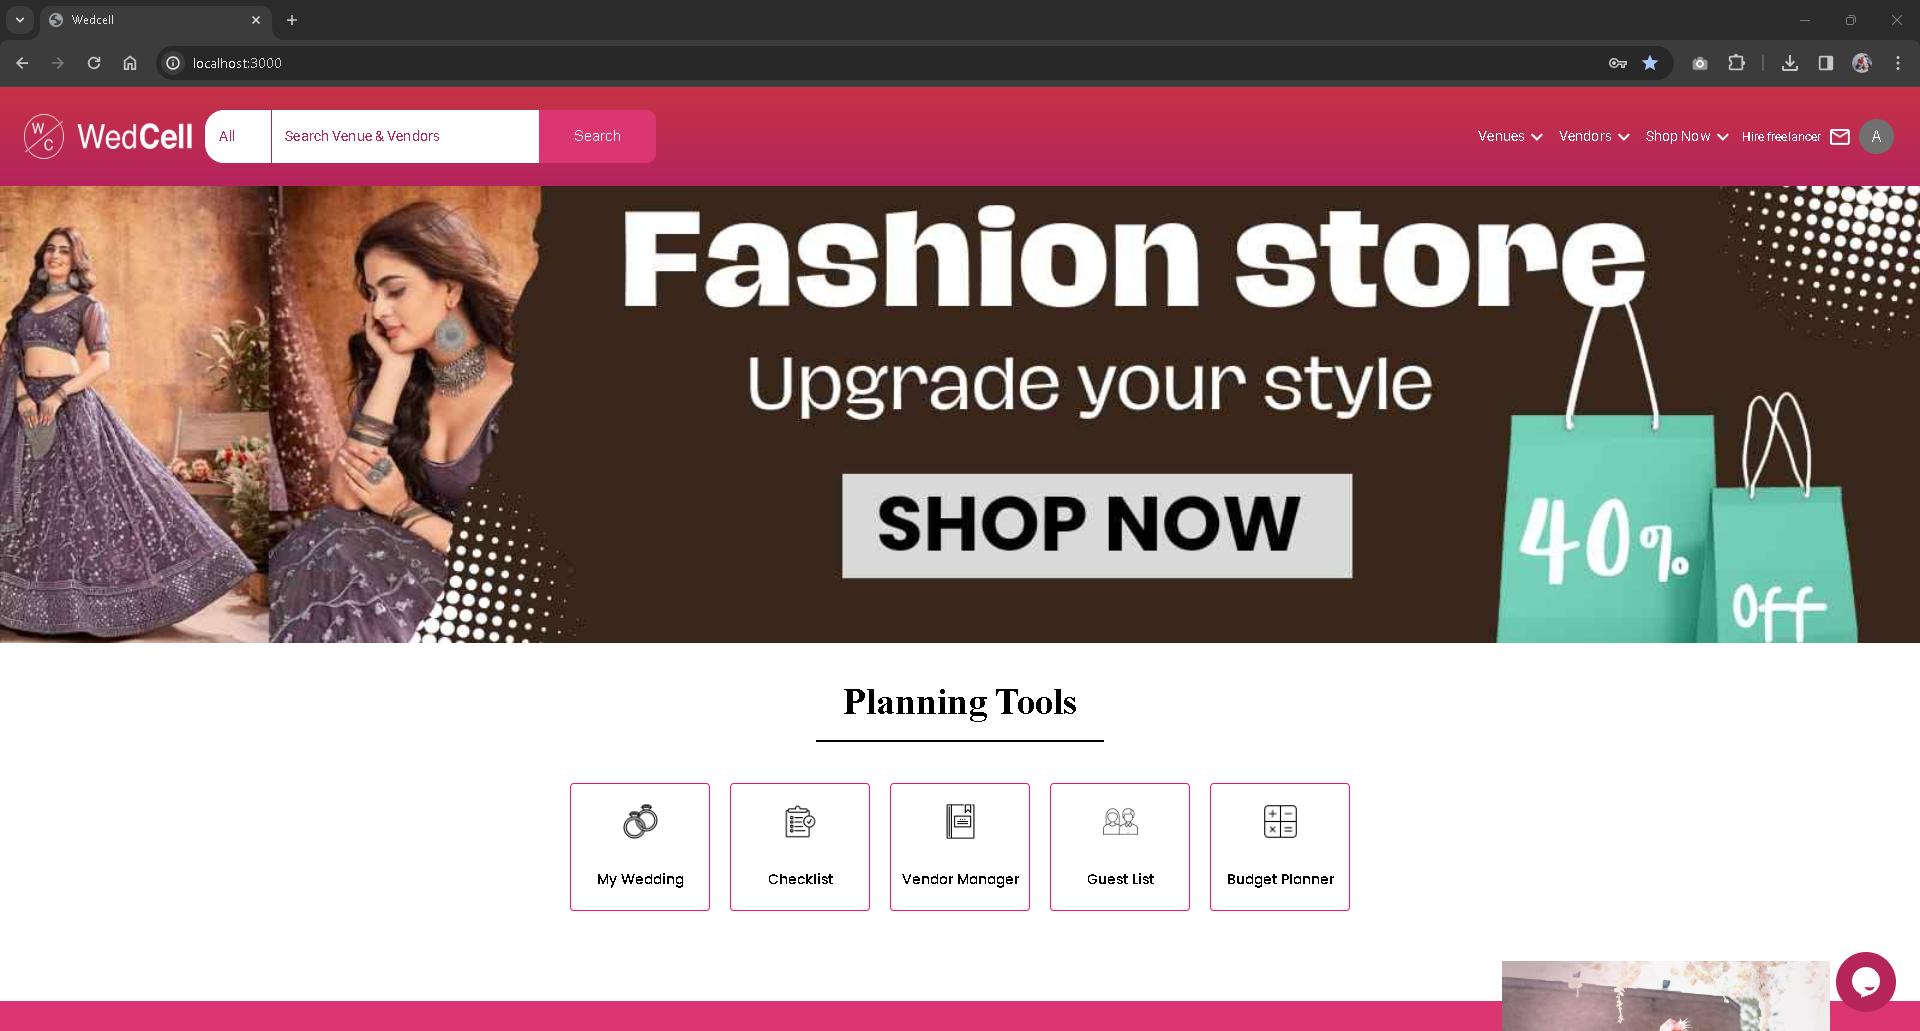 Wedcell
localhost:3000
W
C
WedCell
All
Search Venue & Vendors
Search
Venues
Vendors
Shop Now
Hire freelancer
A
Fashion store
Upgrade your style
SHOP NOW
40%
off
Planning Tools
My Wedding
Checklist
Vendor Manager
Guest List
Budget Planner